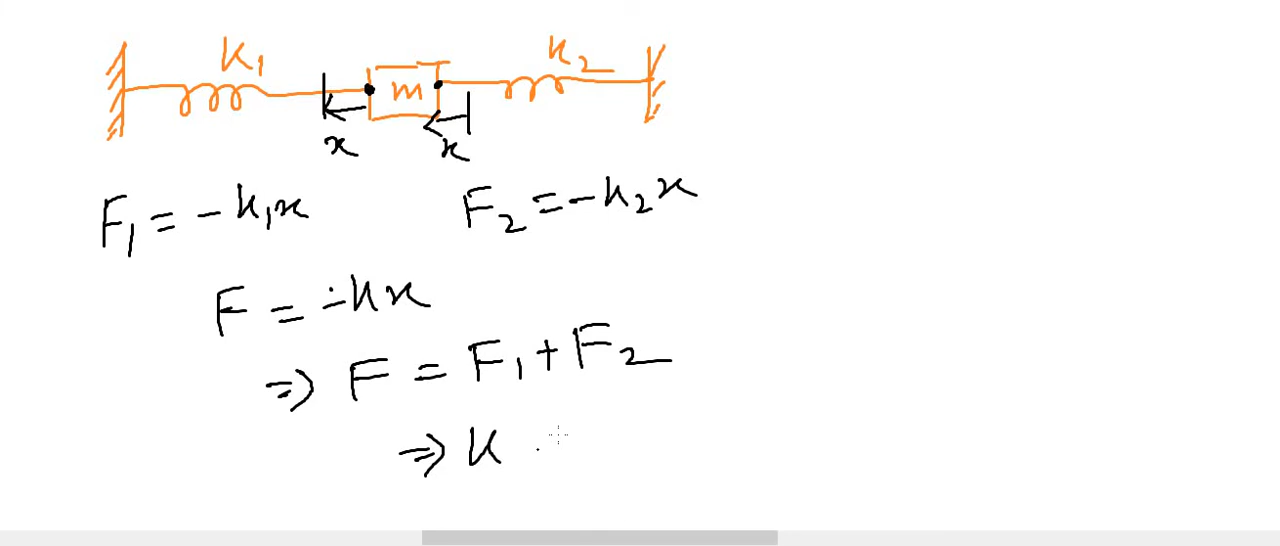 k₁ m k₂
x x
F₁ = -k₁x F₂ = -k₂x
F = -kx
⇒ F = F₁ + F₂
⇒ k